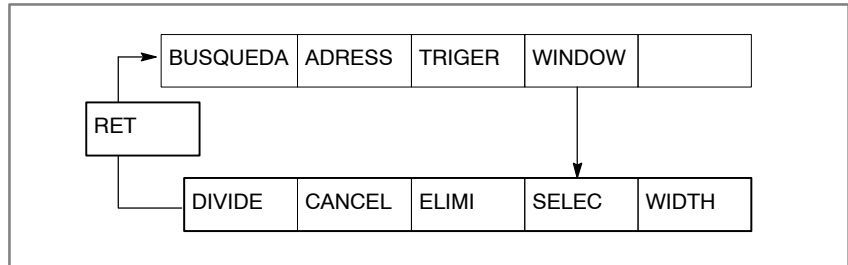 BUSQUEDA ADRESS TRIGER WINDOW
RET
DIVIDE CANCEL ELIMI SELEC WIDTH